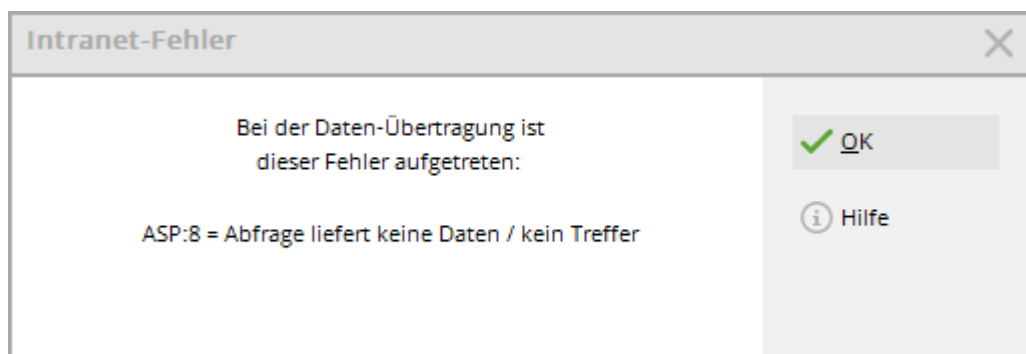 Intranet-Fehler
Bei der Daten-Übertragung ist
dieser Fehler aufgetreten:
ASP:8 = Abfrage liefert keine Daten / kein Treffer
OK
Hilfe